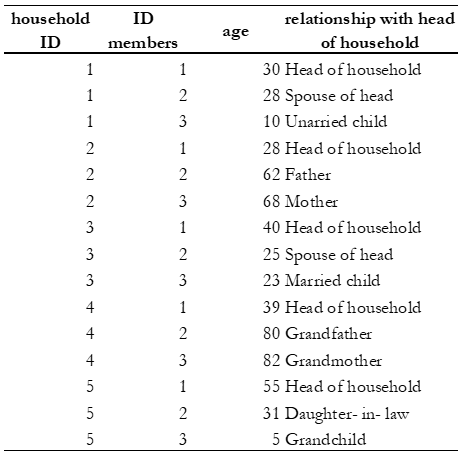 household ID members age relationship with head
ID of household
1 1 30 Head of household
1 2 28 Spouse of head
1 3 10 Unarried child
2 1 28 Head of household
2 2 62 Father
2 3 68 Mother
3 1 40 Head of household
3 2 25 Spouse of head
3 3 23 Married child
4 1 39 Head of household
4 2 80 Grandfather
4 3 82 Grandmother
5 1 55 Head of household
5 2 31 Daughter- in- law
5 3 5 Grandchild